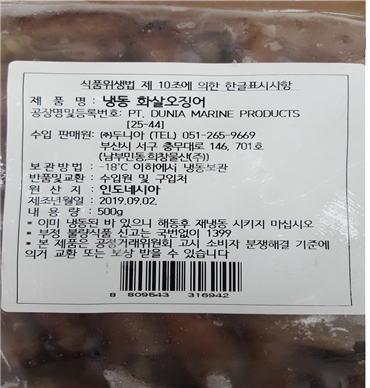 식품위생법 제 10조에 의한 한글표시사항
제 품 명 : 냉동 화살오징어
공장명및등록번호: PT. DUNIA MARINE PRODUCTS
[25-44]
수입 판매원: ㈜두니아 (TEL) 051-265-9669
부산시 서구 충무대로 146, 701호
(남부민동,희창물산(주))
보 관 방 법 : -18℃ 이하에서 냉동보관
반품및교환 : 수입원 및 구입처
원 산 지 : 인도네시아
제조년월일 : 2019.09.02.
내 용 량 : 500g
* 이미 냉동된 바 있으니 해동후 재냉동 시키지 마십시오
* 부정 불량식품 신고는 국번없이 1399
* 본 제품은 공정거래위원회 고시 소비자 분쟁해결 기준에
의거 교환 또는 보상 받을 수 있습니다
8 809543 316942